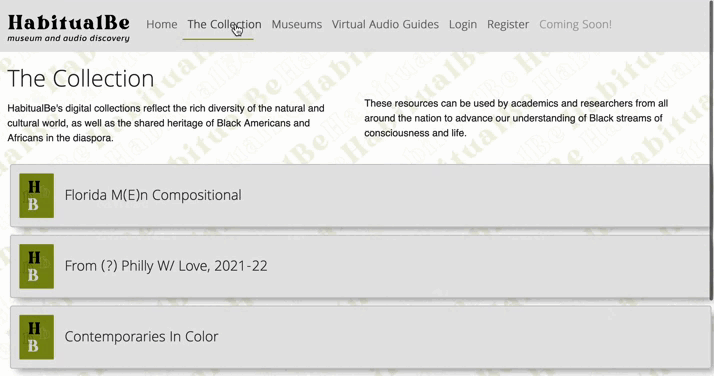 HabitualBe
museum and audio discovery
Home The Collection Museums Virtual Audio Guides Login Register Coming Soon!
The Collection
HabitualBe's digital collections reflect the rich diversity of the natural and
cultural world, as well as the shared heritage of Black Americans and
Africans in the diaspora.
These resources can be used by academics and researchers from all
around the nation to advance our understanding of Black streams of
consciousness and life.
H
B
Florida M(E)n Compositional
H
B
From (?) Philly W/ Love, 2021-22
H
B
Contemporaries In Color